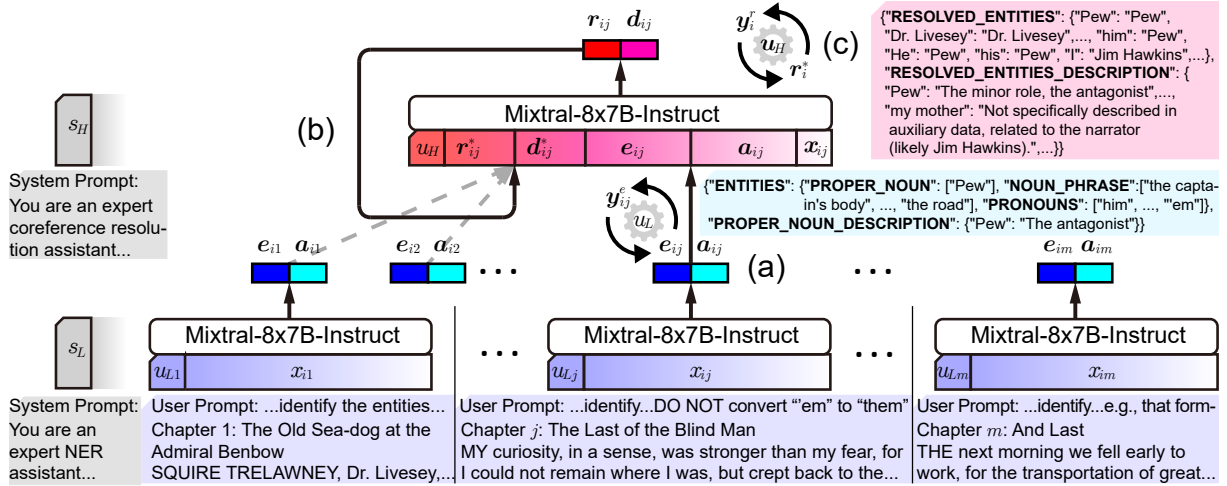 r_ij d_ij
y_i^r
u_H
r_i^*
(c)
{"RESOLVED_ENTITIES": {"Pew": "Pew",
"Dr. Livesey": "Dr. Livesey",..., "him": "Pew",
"He": "Pew", "his": "Pew", "I": "Jim Hawkins",...},
"RESOLVED_ENTITIES_DESCRIPTION": {
"Pew": "The minor role, the antagonist",...,
"my mother": "Not specifically described in
auxiliary data, related to the narrator
(likely Jim Hawkins).",...}}
s_H
(b)
Mixtral-8x7B-Instruct
u_H r_ij^* d_ij^* e_ij a_ij x_ij
System Prompt:
You are an expert
coreference resolu-
tion assistant...
{"ENTITIES": {"PROPER_NOUN": ["Pew"], "NOUN_PHRASE":["the capta-
in's body", ..., "the road"], "PRONOUNS": ["him", ..., "'em"]},
"PROPER_NOUN_DESCRIPTION": {"Pew": "The antagonist"}}
y_ij^e
u_L
e_i1 a_i1
e_i2 a_i2
...
e_ij a_ij
(a)
...
e_im a_im
s_L
Mixtral-8x7B-Instruct
u_L1 x_i1
...
Mixtral-8x7B-Instruct
u_Lj x_ij
...
Mixtral-8x7B-Instruct
u_Lm x_im
System Prompt:
You are an
expert NER
assistant...
User Prompt: ...identify the entities...
Chapter 1: The Old Sea-dog at the
Admiral Benbow
SQUIRE TRELAWNEY, Dr. Livesey,...
User Prompt: ...identify...DO NOT convert "'em" to "them"
Chapter j: The Last of the Blind Man
MY curiosity, in a sense, was stronger than my fear, for
I could not remain where I was, but crept back to the...
User Prompt: ...identify...e.g., that form-
Chapter m: And Last
THE next morning we fell early to
work, for the transportation of great...